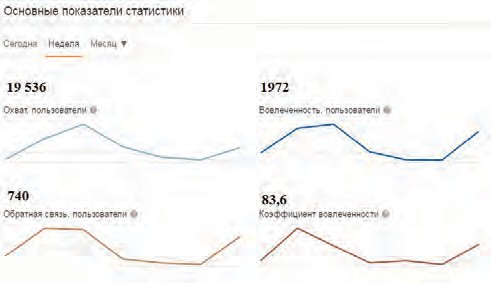 Основные показатели статистики
Сегодня Неделя Месяц ▼
19 536
Охват, пользователи
1972
Вовлеченность, пользователи
740
Обратная связь, пользователи
83,6
Коэффициент вовлеченности